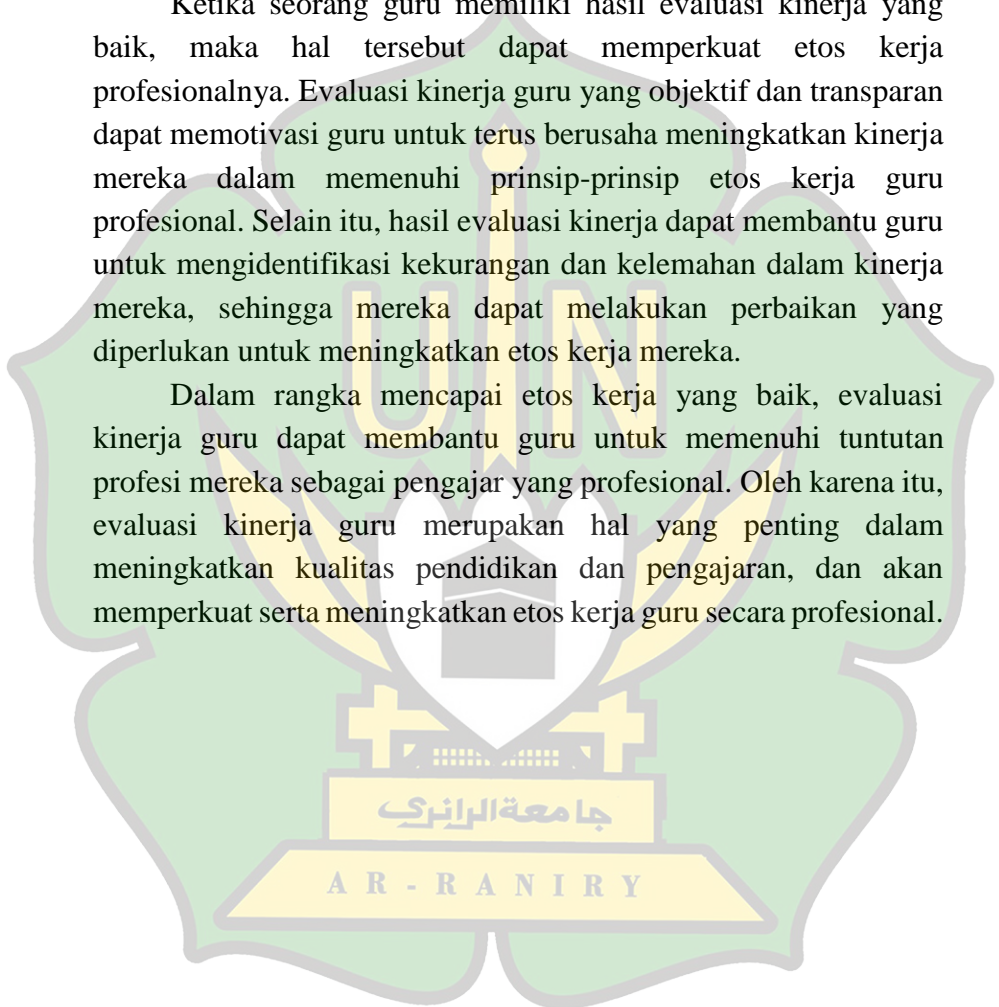 Ketika seorang guru memiliki hasil evaluasi kinerja yang
baik, maka hal tersebut dapat memperkuat etos kerja
profesionalnya. Evaluasi kinerja guru yang objektif dan transparan
dapat memotivasi guru untuk terus berusaha meningkatkan kinerja
mereka dalam memenuhi prinsip-prinsip etos kerja guru
profesional. Selain itu, hasil evaluasi kinerja dapat membantu guru
untuk mengidentifikasi kekurangan dan kelemahan dalam kinerja
mereka, sehingga mereka dapat melakukan perbaikan yang
diperlukan untuk meningkatkan etos kerja mereka.
Dalam rangka mencapai etos kerja yang baik, evaluasi
kinerja guru dapat membantu guru untuk memenuhi tuntutan
profesi mereka sebagai pengajar yang profesional. Oleh karena itu,
evaluasi kinerja guru merupakan hal yang penting dalam
meningkatkan kualitas pendidikan dan pengajaran, dan akan
memperkuat serta meningkatkan etos kerja guru secara profesional.
UIN
جامعة الرانري
AR-RANIRY